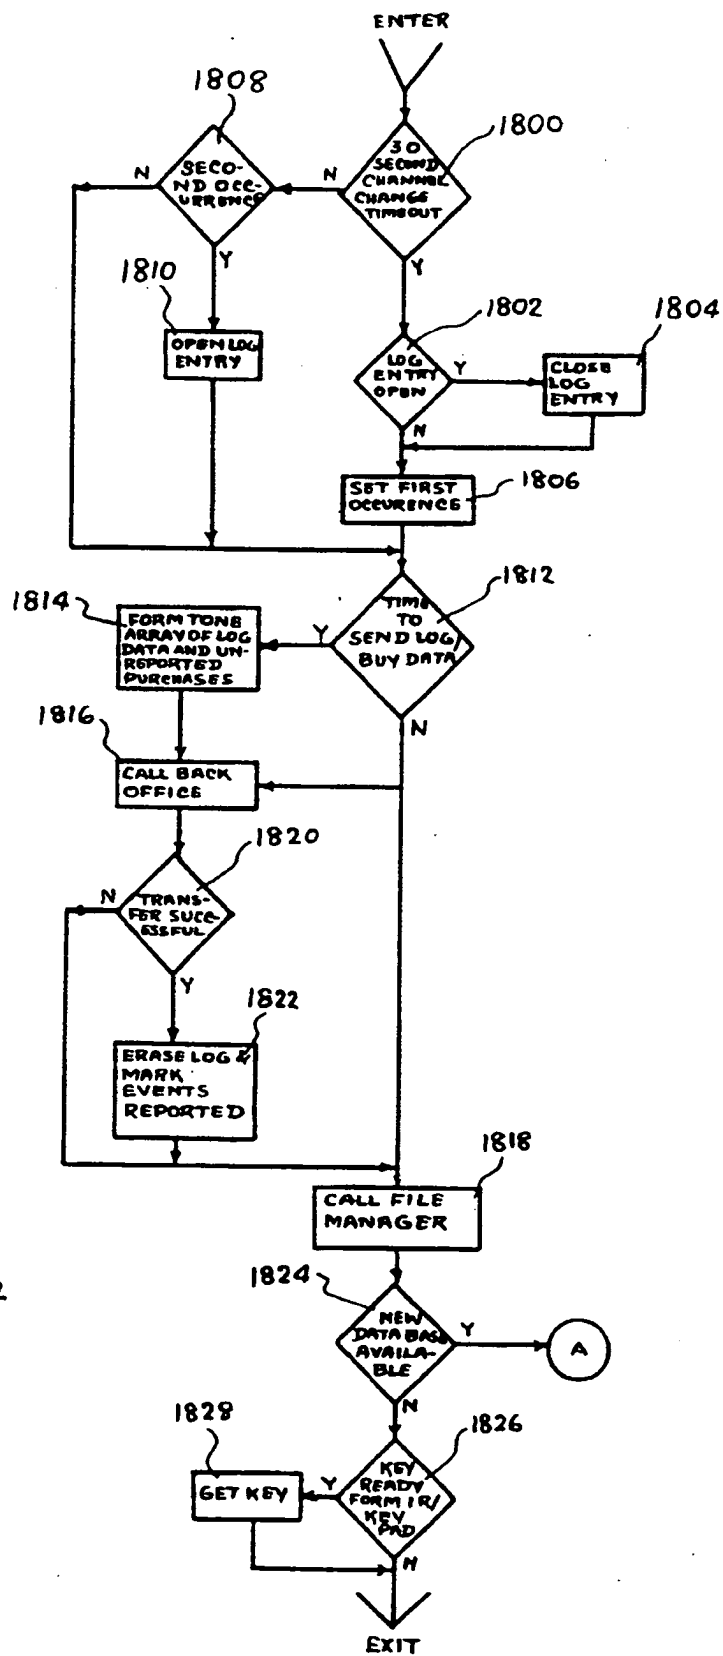 ENTER
1808
1800
30
SECOND
CHANNEL
CHANGE
TIMEOUT
N
SECO-
ND OCC-
URRENCE
N
Y
Y
1810
OPEN LOG
ENTRY
1802
LOG
ENTRY
OPEN
Y
N
1804
CLOSE
LOG
ENTRY
SET FIRST
OCCURENCE
1806
1812
TIME
TO
SEND LOG/
BUY DATA
Y
N
1814
FORM TONE
ARRAY OF LOG
DATA AND UN-
REPORTED
PURCHASES
1816
CALL BACK
OFFICE
1820
TRANS-
FER SUCC-
ESSFUL
N
Y
1822
ERASE LOG &
MARK
EVENTS
REPORTED
1818
CALL FILE
MANAGER
1824
NEW
DATA BASE
AVAILA-
BLE
Y
A
N
1828
GET KEY
Y
1826
KEY
READY
FORM IR/
KEY
PAD
N
EXIT